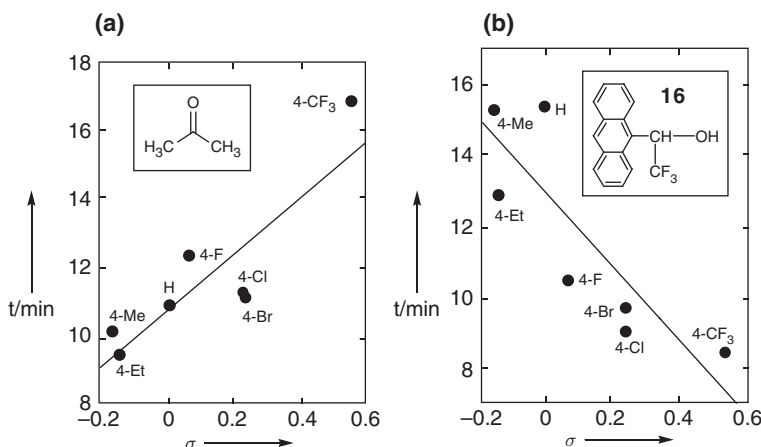 (a)
18
16
14
12
10
8
t/min
O
H₃C
CH₃
4-CF₃
4-F
H
4-Cl
4-Br
4-Me
4-Et
−0.2
0
0.2
0.4
0.6
σ
(b)
16
14
12
10
8
t/min
16
CH
OH
CF₃
4-Me
H
4-Et
4-F
4-Br
4-Cl
4-CF₃
−0.2
0
0.2
0.4
0.6
σ